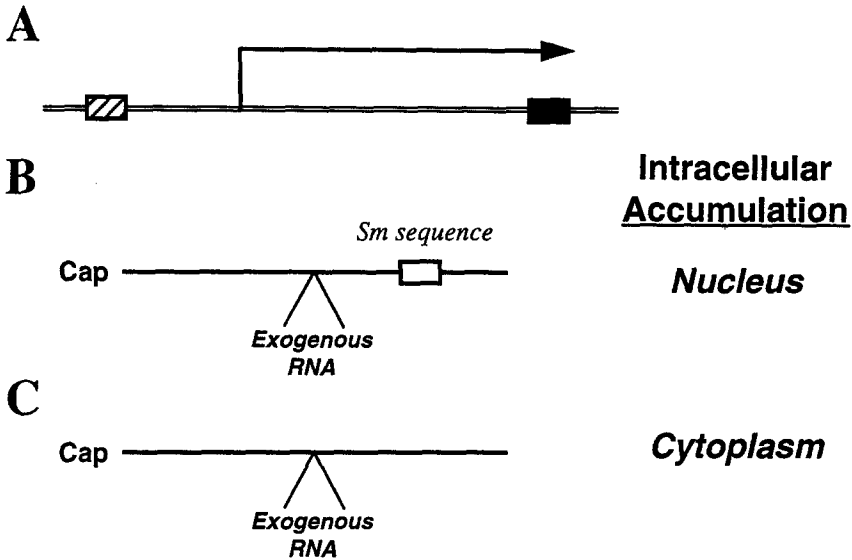 A
B
Intracellular
Accumulation
Sm sequence
Cap
Nucleus
Exogenous
RNA
C
Cap
Cytoplasm
Exogenous
RNA